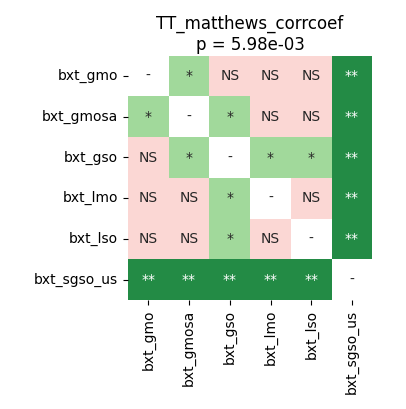 TT_matthews_corrcoef
p = 5.98e-03
bxt_gmo - * NS NS NS **
bxt_gmosa * - * NS NS **
bxt_gso NS * - * * **
bxt_lmo NS NS * - NS **
bxt_lso NS NS * NS - **
bxt_sgso_us ** ** ** ** ** -
bxt_gmo
bxt_gmosa
bxt_gso
bxt_lmo
bxt_lso
bxt_sgso_us